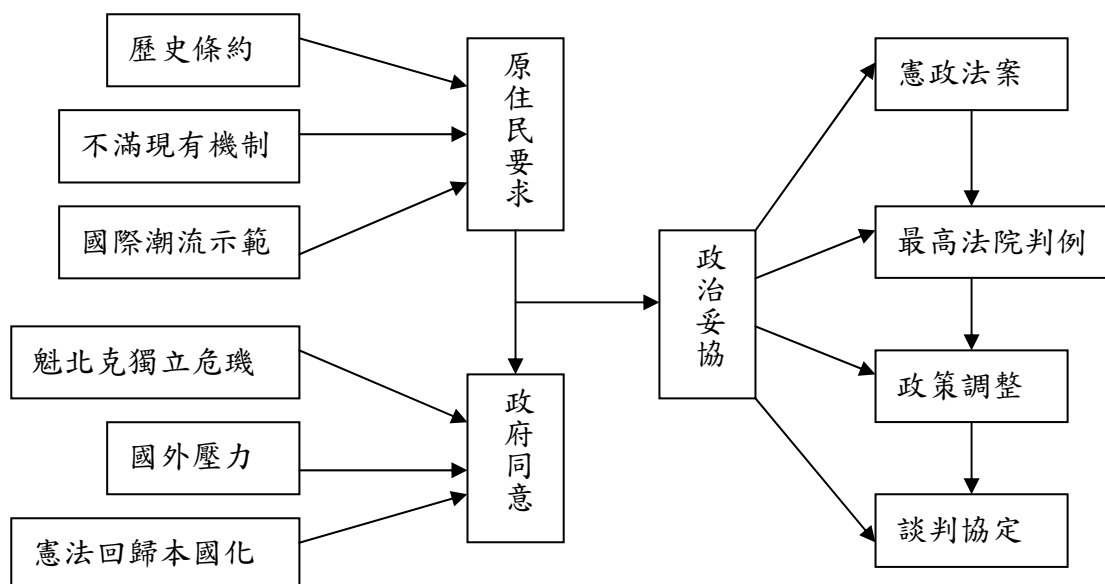 歷史條約
不滿現有機制
國際潮流示範
原住民要求
魁北克獨立危璣
國外壓力
憲法回歸本國化
政府同意
政治妥協
憲政法案
最高法院判例
政策調整
談判協定